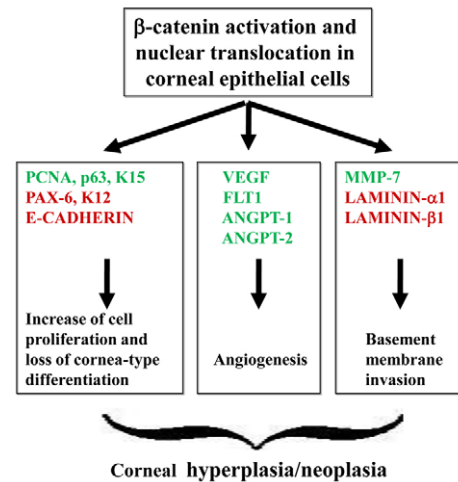 β-catenin activation and
nuclear translocation in
corneal epithelial cells
PCNA, p63, K15
PAX-6, K12
E-CADHERIN
Increase of cell
proliferation and
loss of cornea-type
differentiation
VEGF
FLT1
ANGPT-1
ANGPT-2
Angiogenesis
MMP-7
LAMININ-α1
LAMININ-β1
Basement
membrane
invasion
Corneal hyperplasia/neoplasia